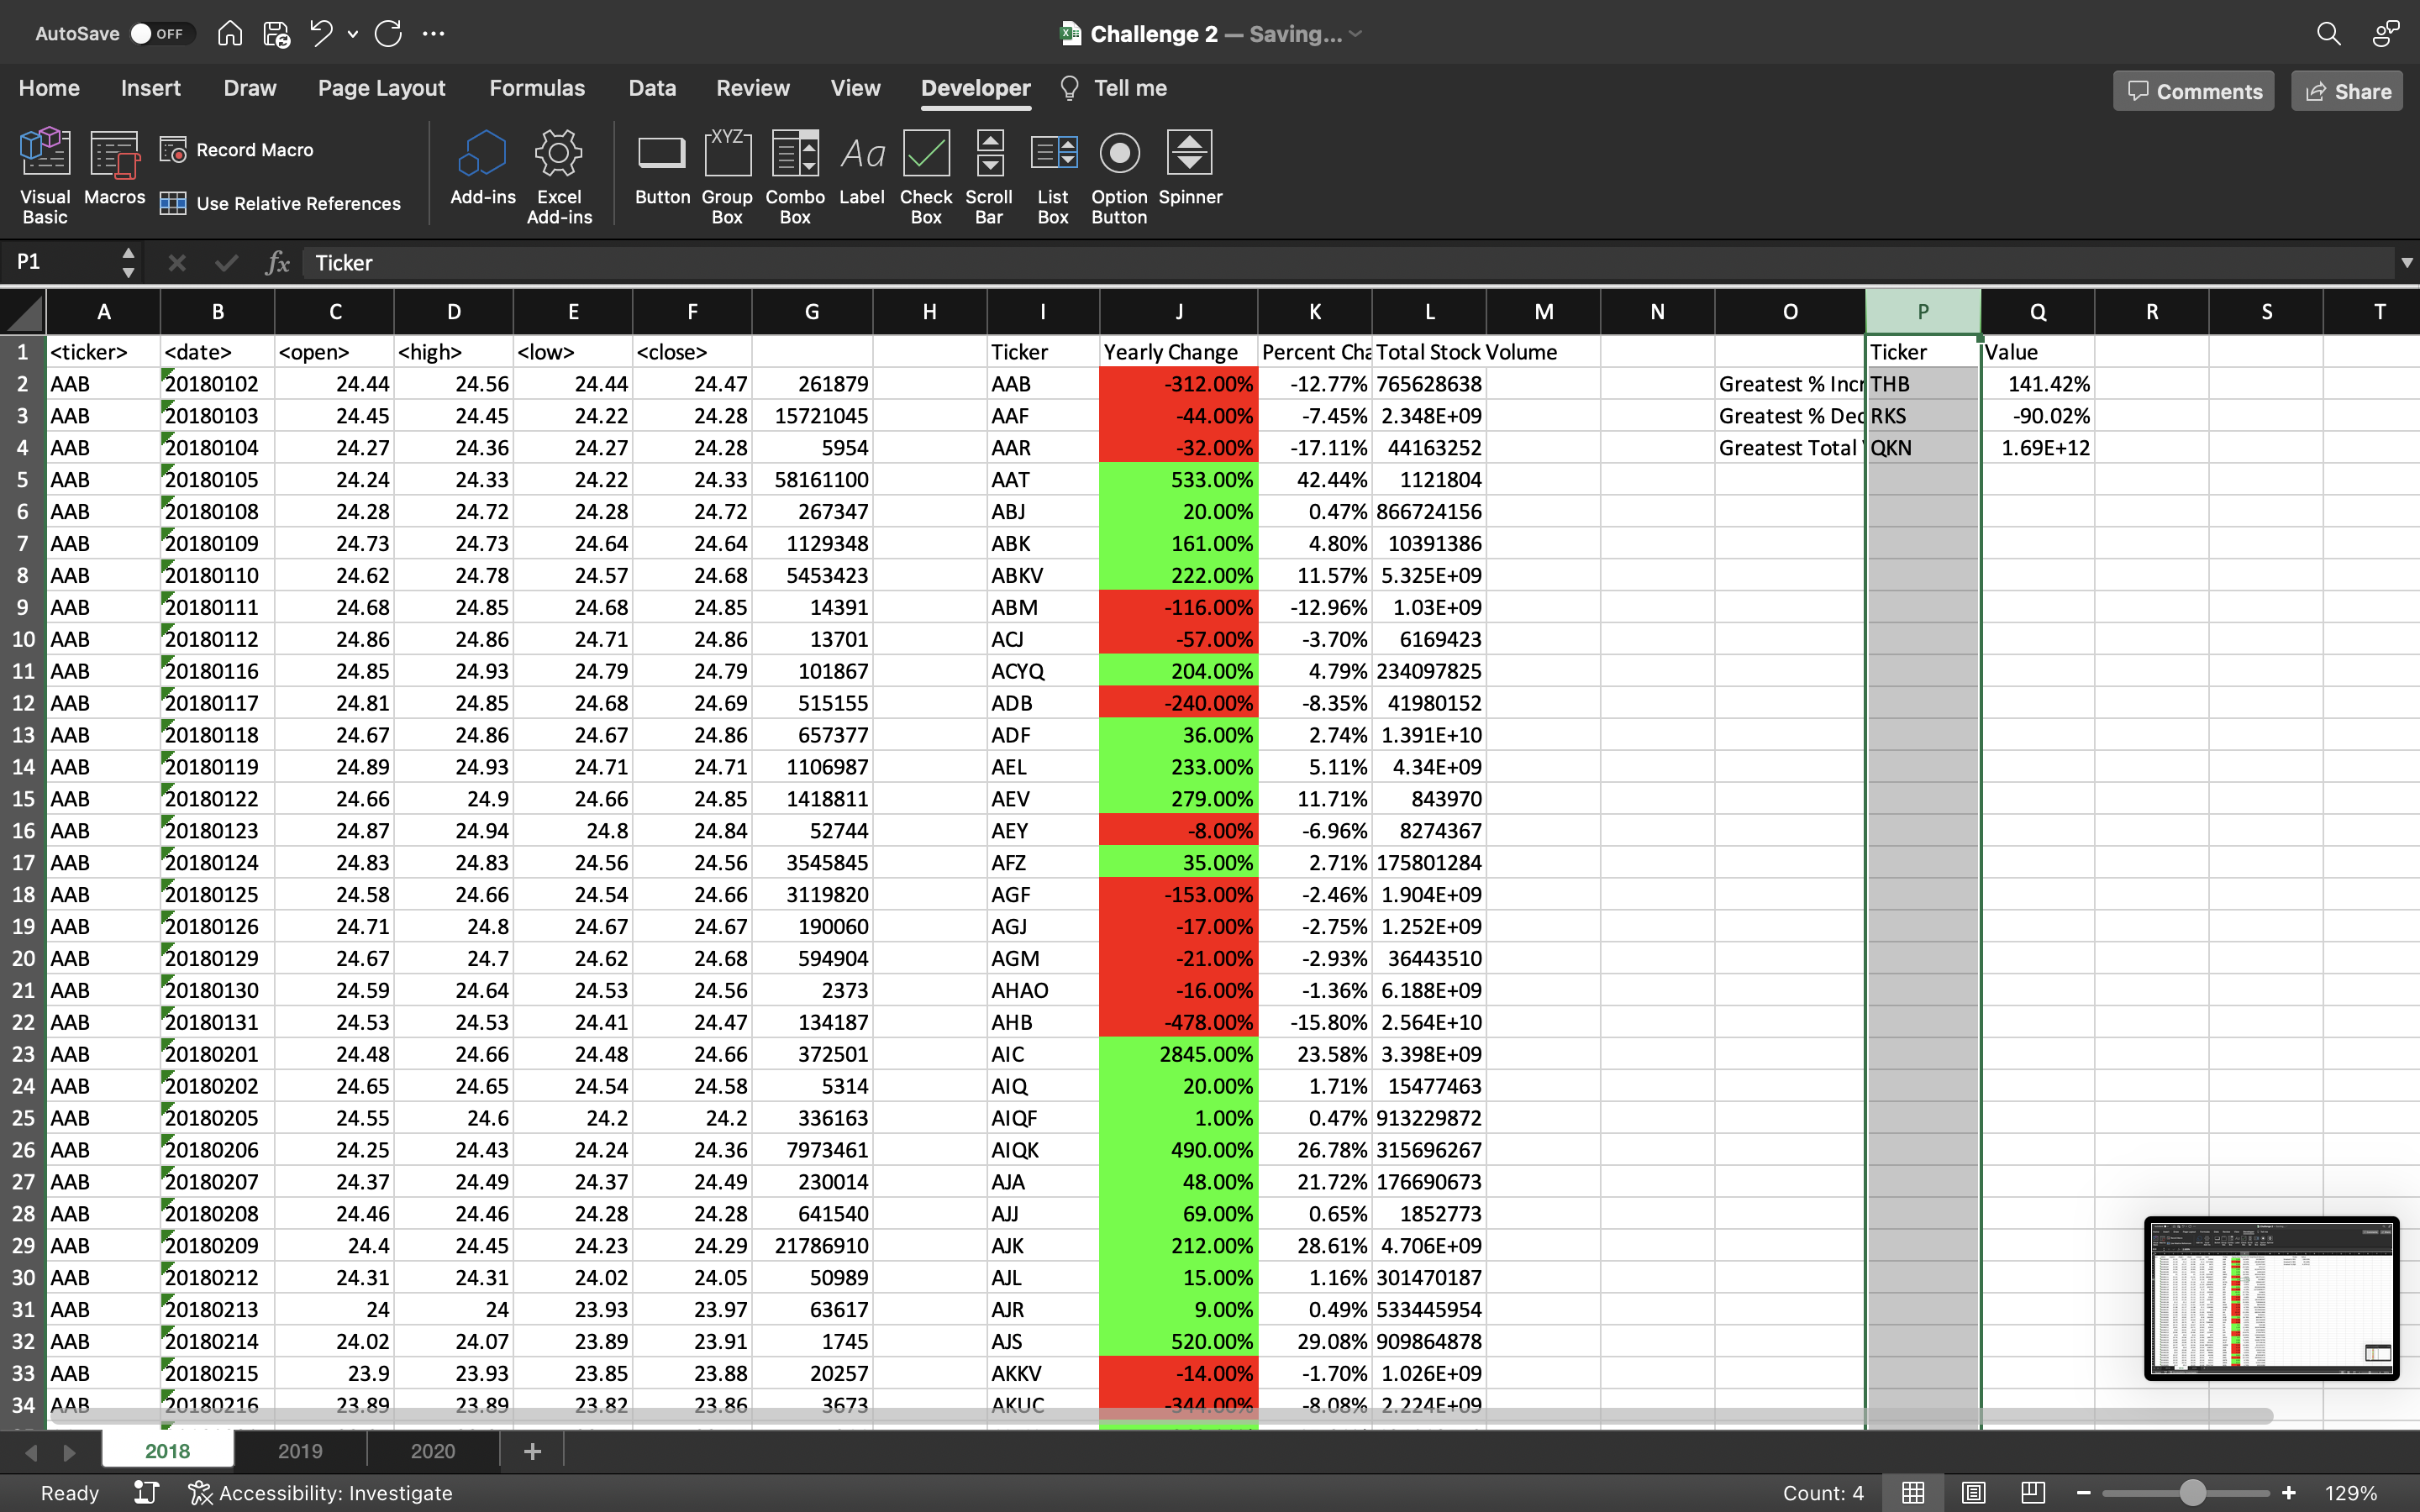 AutoSave OFF Challenge 2 — Saving...
Home Insert Draw Page Layout Formulas Data Review View Developer Tell me Comments Share
Visual Basic Macros Record Macro Use Relative References Add-ins Excel Add-ins Button XYZ Group Box Combo Box Aa Label Check Box Scroll Bar List Box Option Button Spinner
P1 fx Ticker
A B C D E F G H I J K L M N O P Q R S T
1 <ticker> <date> <open> <high> <low> <close> Ticker Yearly Change Percent Cha Total Stock Volume Ticker Value
2 AAB 20180102 24.44 24.56 24.44 24.47 261879 AAB -312.00% -12.77% 765628638 Greatest % Incr THB 141.42%
3 AAB 20180103 24.45 24.45 24.22 24.28 15721045 AAF -44.00% -7.45% 2.348E+09 Greatest % Dec RKS -90.02%
4 AAB 20180104 24.27 24.36 24.27 24.28 5954 AAR -32.00% -17.11% 44163252 Greatest Total QKN 1.69E+12
5 AAB 20180105 24.24 24.33 24.22 24.33 58161100 AAT 533.00% 42.44% 1121804
6 AAB 20180108 24.28 24.72 24.28 24.72 267347 ABJ 20.00% 0.47% 866724156
7 AAB 20180109 24.73 24.73 24.64 24.64 1129348 ABK 161.00% 4.80% 10391386
8 AAB 20180110 24.62 24.78 24.57 24.68 5453423 ABKV 222.00% 11.57% 5.325E+09
9 AAB 20180111 24.68 24.85 24.68 24.85 14391 ABM -116.00% -12.96% 1.03E+09
10 AAB 20180112 24.86 24.86 24.71 24.86 13701 ACJ -57.00% -3.70% 6169423
11 AAB 20180116 24.85 24.93 24.79 24.79 101867 ACYQ 204.00% 4.79% 234097825
12 AAB 20180117 24.81 24.85 24.68 24.69 515155 ADB -240.00% -8.35% 41980152
13 AAB 20180118 24.67 24.86 24.67 24.86 657377 ADF 36.00% 2.74% 1.391E+10
14 AAB 20180119 24.89 24.93 24.71 24.71 1106987 AEL 233.00% 5.11% 4.34E+09
15 AAB 20180122 24.66 24.9 24.66 24.85 1418811 AEV 279.00% 11.71% 843970
16 AAB 20180123 24.87 24.94 24.8 24.84 52744 AEY -8.00% -6.96% 8274367
17 AAB 20180124 24.83 24.83 24.56 24.56 3545845 AFZ 35.00% 2.71% 175801284
18 AAB 20180125 24.58 24.66 24.54 24.66 3119820 AGF -153.00% -2.46% 1.904E+09
19 AAB 20180126 24.71 24.8 24.67 24.67 190060 AGJ -17.00% -2.75% 1.252E+09
20 AAB 20180129 24.67 24.7 24.62 24.68 594904 AGM -21.00% -2.93% 36443510
21 AAB 20180130 24.59 24.64 24.53 24.56 2373 AHAO -16.00% -1.36% 6.188E+09
22 AAB 20180131 24.53 24.53 24.41 24.47 134187 AHB -478.00% -15.80% 2.564E+10
23 AAB 20180201 24.48 24.66 24.48 24.66 372501 AIC 2845.00% 23.58% 3.398E+09
24 AAB 20180202 24.65 24.65 24.54 24.58 5314 AIQ 20.00% 1.71% 15477463
25 AAB 20180205 24.55 24.6 24.2 24.2 336163 AIQF 1.00% 0.47% 913229872
26 AAB 20180206 24.25 24.43 24.24 24.36 7973461 AIQK 490.00% 26.78% 315696267
27 AAB 20180207 24.37 24.49 24.37 24.49 230014 AJA 48.00% 21.72% 176690673
28 AAB 20180208 24.46 24.46 24.28 24.28 641540 AJJ 69.00% 0.65% 1852773
29 AAB 20180209 24.4 24.45 24.23 24.29 21786910 AJK 212.00% 28.61% 4.706E+09
30 AAB 20180212 24.31 24.31 24.02 24.05 50989 AJL 15.00% 1.16% 301470187
31 AAB 20180213 24 24 23.93 23.97 63617 AJR 9.00% 0.49% 533445954
32 AAB 20180214 24.02 24.07 23.89 23.91 1745 AJS 520.00% 29.08% 909864878
33 AAB 20180215 23.9 23.93 23.85 23.88 20257 AKKV -14.00% -1.70% 1.026E+09
34 AAB 20180216 23.89 23.89 23.82 23.86 3673 AKUC -344.00% -8.08% 2.224E+09
2018 2019 2020 +
Ready Accessibility: Investigate Count: 4 129%